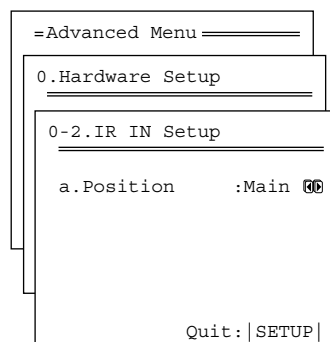 =Advanced Menu
0.Hardware Setup
0-2.IR IN Setup
a.Position :Main
Quit:|SETUP|